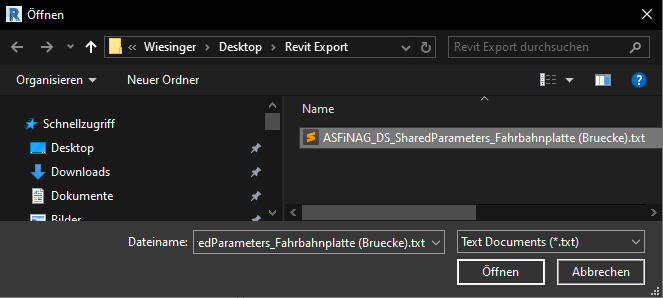 Öffnen
Wiesinger Desktop Revit Export Revit Export durchsuchen
Organisieren Neuer Ordner
Name
Schnellzugriff
ASFiNAG_DS_SharedParameters_Fahrbahnplatte (Bruecke).txt
Desktop
Downloads
Dokumente
Bilder
Dateiname: redParameters_Fahrbahnplatte (Bruecke).txt Text Documents (*.txt)
Öffnen Abbrechen